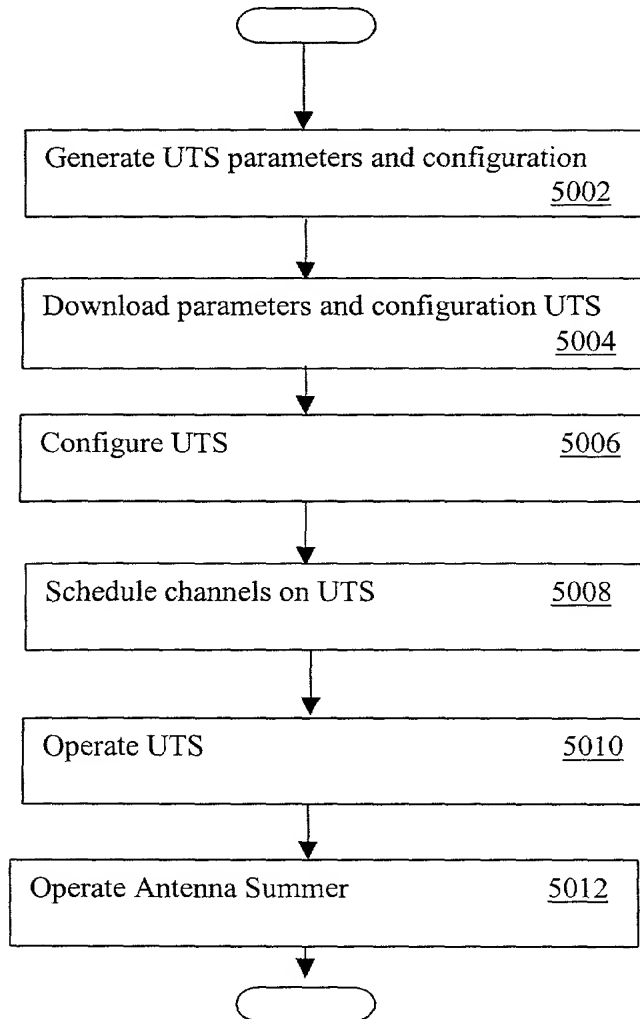 Generate UTS parameters and configuration
5002
Download parameters and configuration UTS
5004
Configure UTS 5006
Schedule channels on UTS 5008
Operate UTS 5010
Operate Antenna Summer 5012